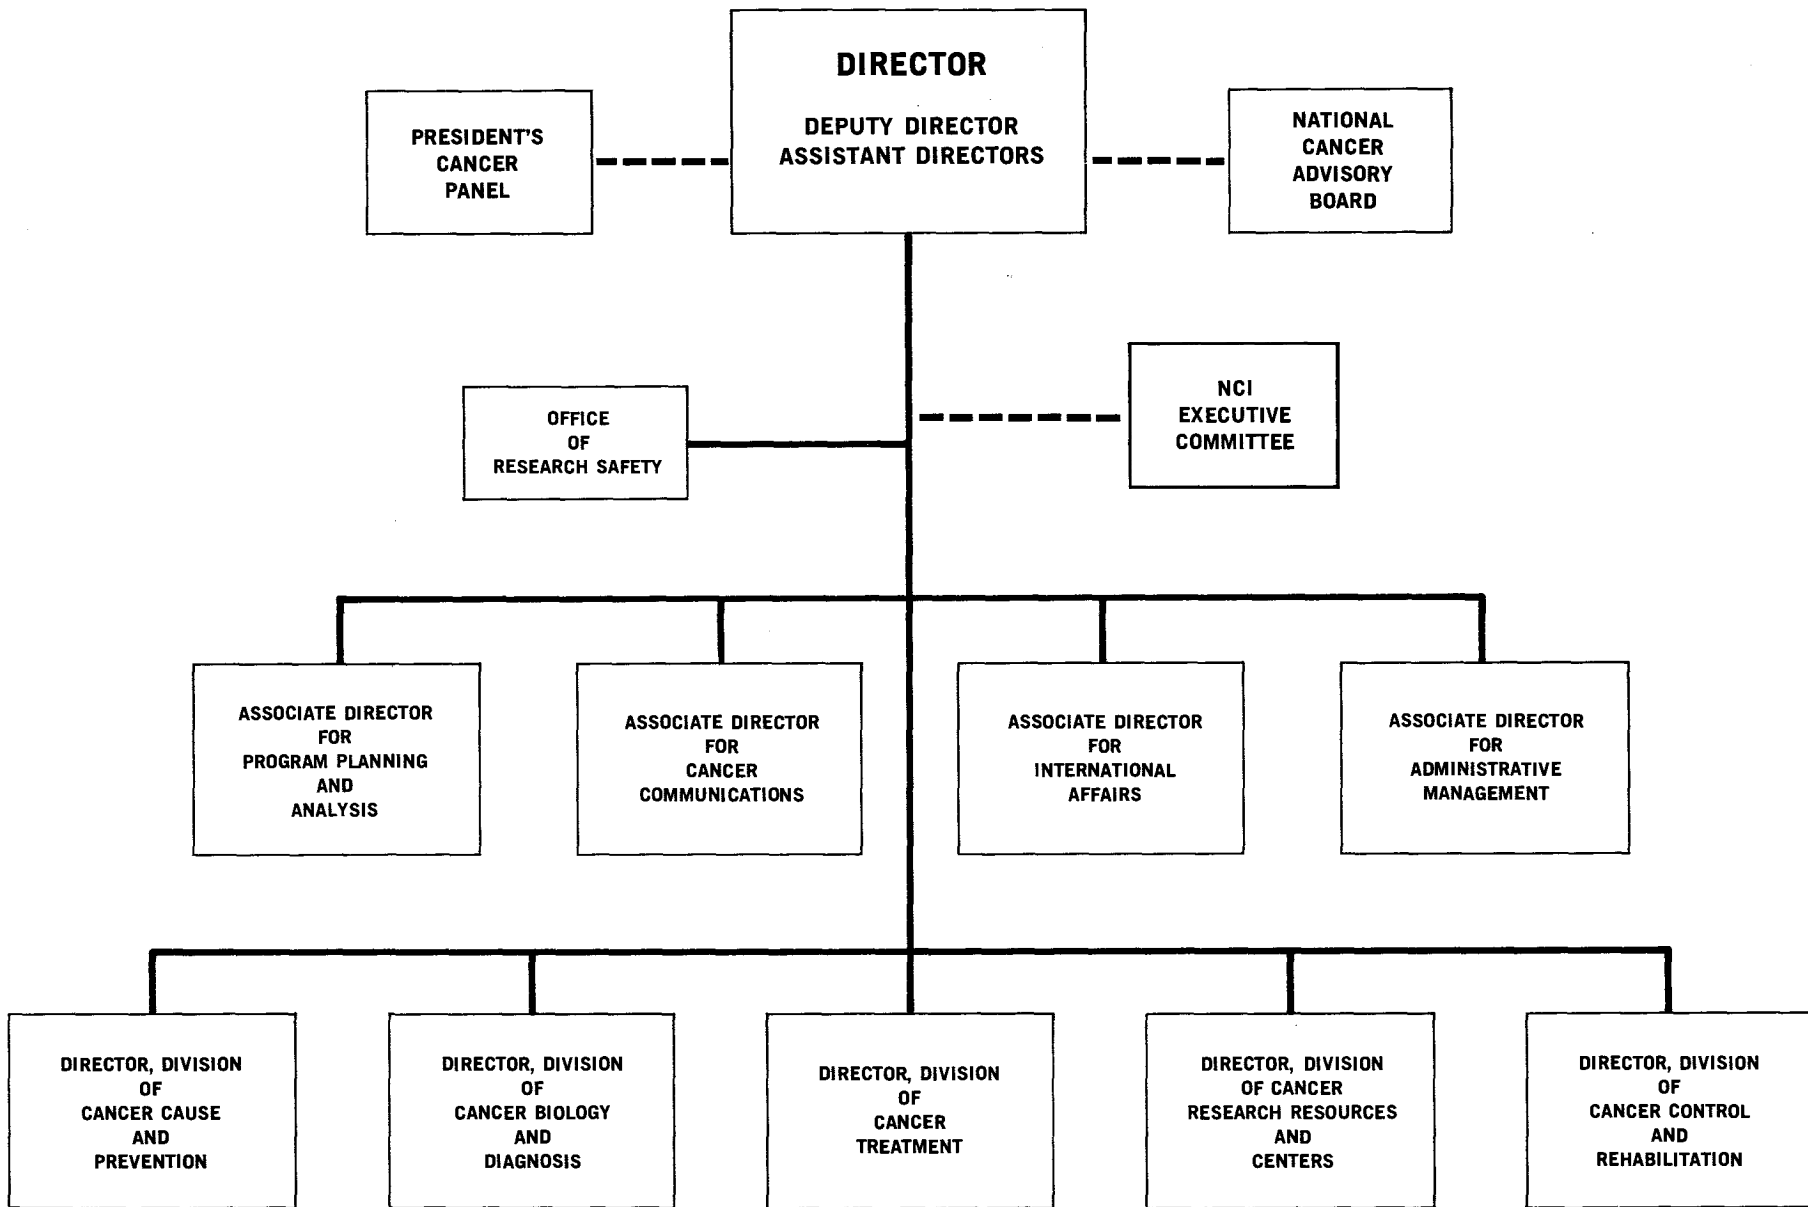 DIRECTOR
DEPUTY DIRECTOR
ASSISTANT DIRECTORS
PRESIDENT'S
CANCER
PANEL
NATIONAL
CANCER
ADVISORY
BOARD
OFFICE
OF
RESEARCH SAFETY
NCI
EXECUTIVE
COMMITTEE
ASSOCIATE DIRECTOR
FOR
PROGRAM PLANNING
AND
ANALYSIS
ASSOCIATE DIRECTOR
FOR
CANCER
COMMUNICATIONS
ASSOCIATE DIRECTOR
FOR
INTERNATIONAL
AFFAIRS
ASSOCIATE DIRECTOR
FOR
ADMINISTRATIVE
MANAGEMENT
DIRECTOR, DIVISION
OF
CANCER CAUSE
AND
PREVENTION
DIRECTOR, DIVISION
OF
CANCER BIOLOGY
AND
DIAGNOSIS
DIRECTOR, DIVISION
OF
CANCER
TREATMENT
DIRECTOR, DIVISION
OF CANCER
RESEARCH RESOURCES
AND
CENTERS
DIRECTOR, DIVISION
OF
CANCER CONTROL
AND
REHABILITATION